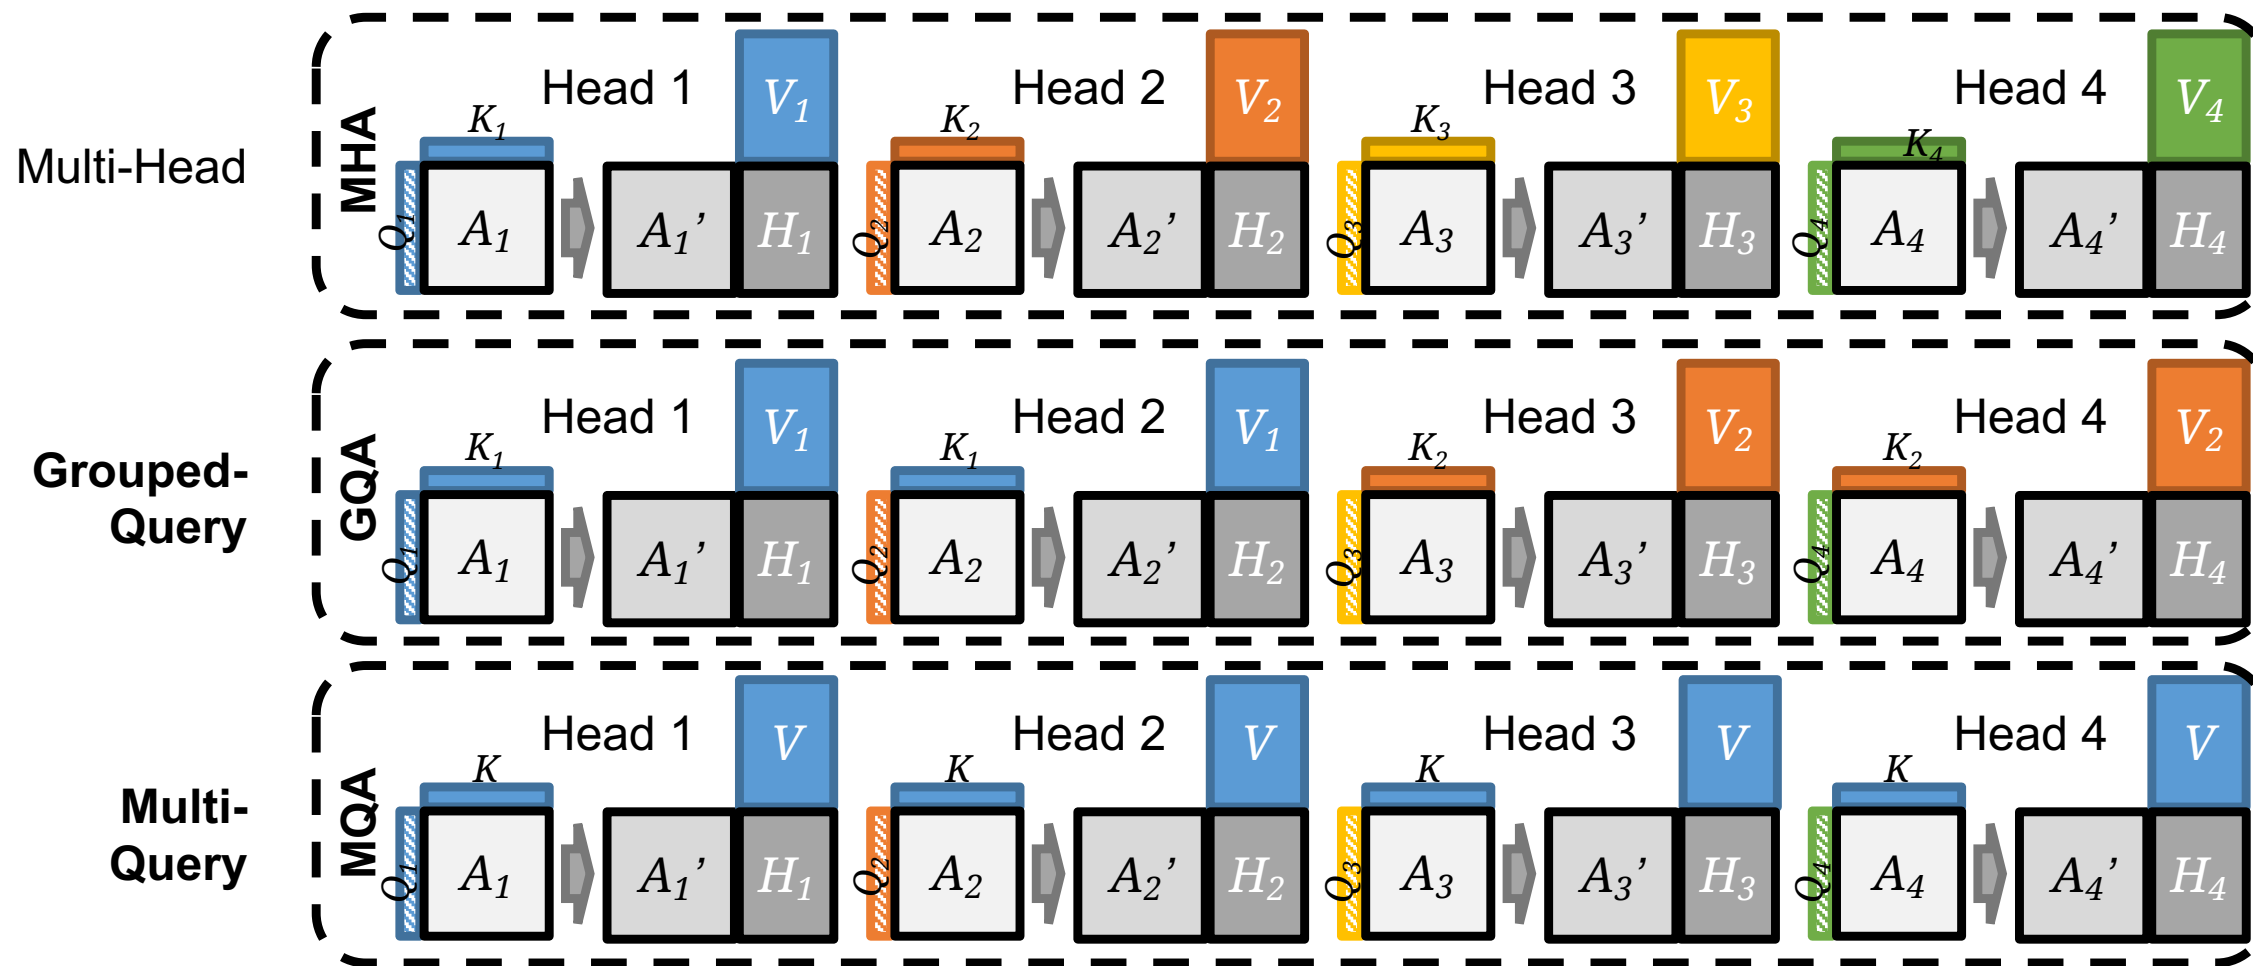 Multi-Head
MHA
Head 1 Head 2 Head 3 Head 4
V₁ V₂ V₃ V₄
K₁ K₂ K₃ K₄
Q₁ A₁ A₁’ H₁ Q₂ A₂ A₂’ H₂ Q₃ A₃ A₃’ H₃ Q₄ A₄ A₄’ H₄
Grouped-
Query
GQA
Head 1 Head 2 Head 3 Head 4
V₁ V₁ V₂ V₂
K₁ K₁ K₂ K₂
Q₁ A₁ A₁’ H₁ Q₂ A₂ A₂’ H₂ Q₃ A₃ A₃’ H₃ Q₄ A₄ A₄’ H₄
Multi-
Query
MQA
Head 1 Head 2 Head 3 Head 4
V V V V
K K K K
Q₁ A₁ A₁’ H₁ Q₂ A₂ A₂’ H₂ Q₃ A₃ A₃’ H₃ Q₄ A₄ A₄’ H₄